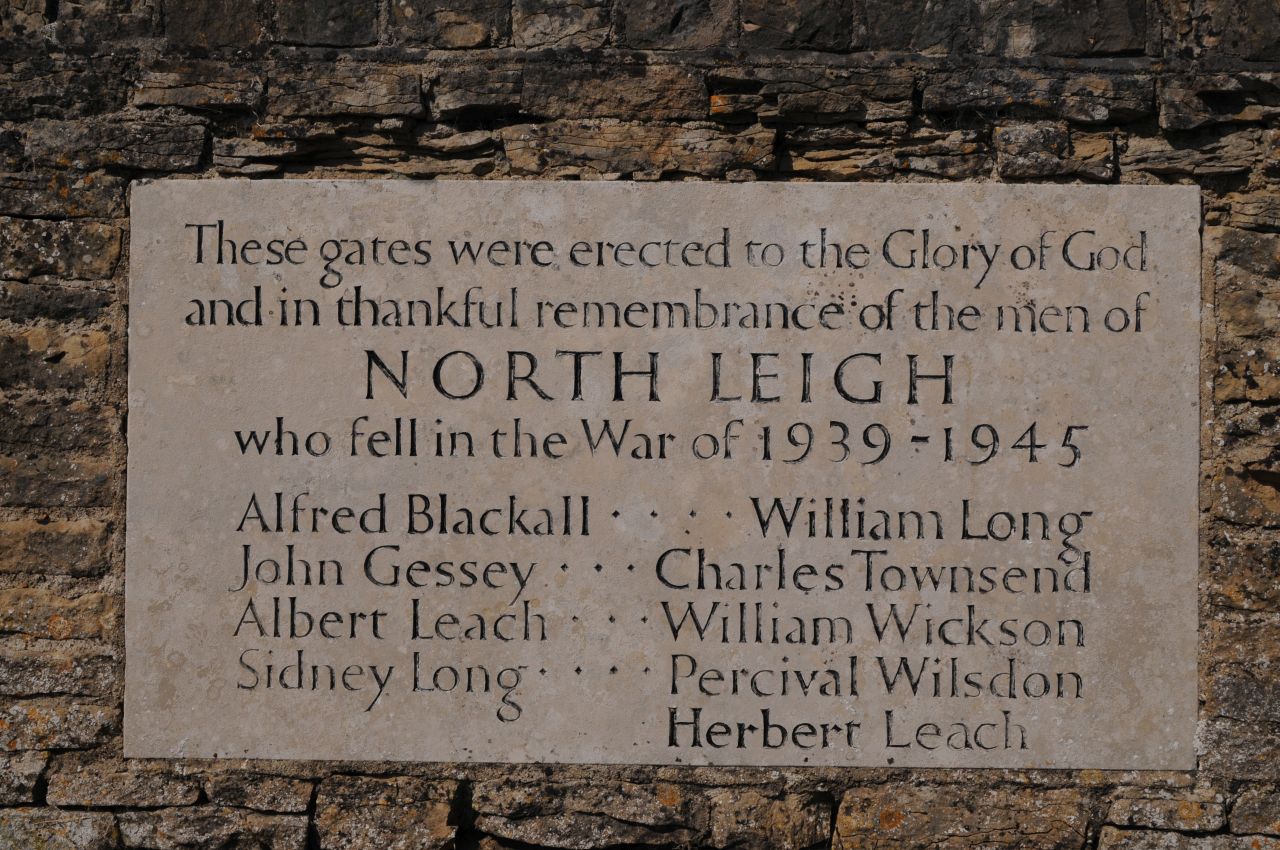 These gates were erected to the Glory of God
and in thankful remembrance of the men of
NORTH LEIGH
who fell in the War of 1939-1945
Alfred Blackall · · · · William Long
John Gessey · · · Charles Townsend
Albert Leach · · · William Wickson
Sidney Long · · · · Percival Wilsdon
Herbert Leach